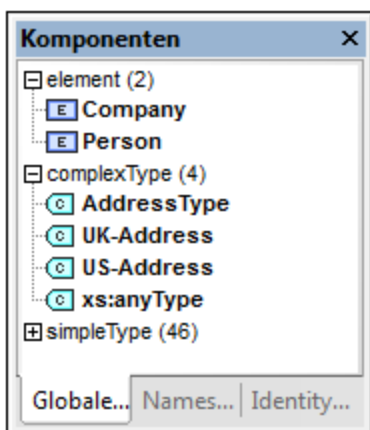 Komponenten
element (2)
E Company
E Person
complexType (4)
C AddressType
C UK-Address
C US-Address
C xs:anyType
simpleType (46)
Globale... Names... Identity...